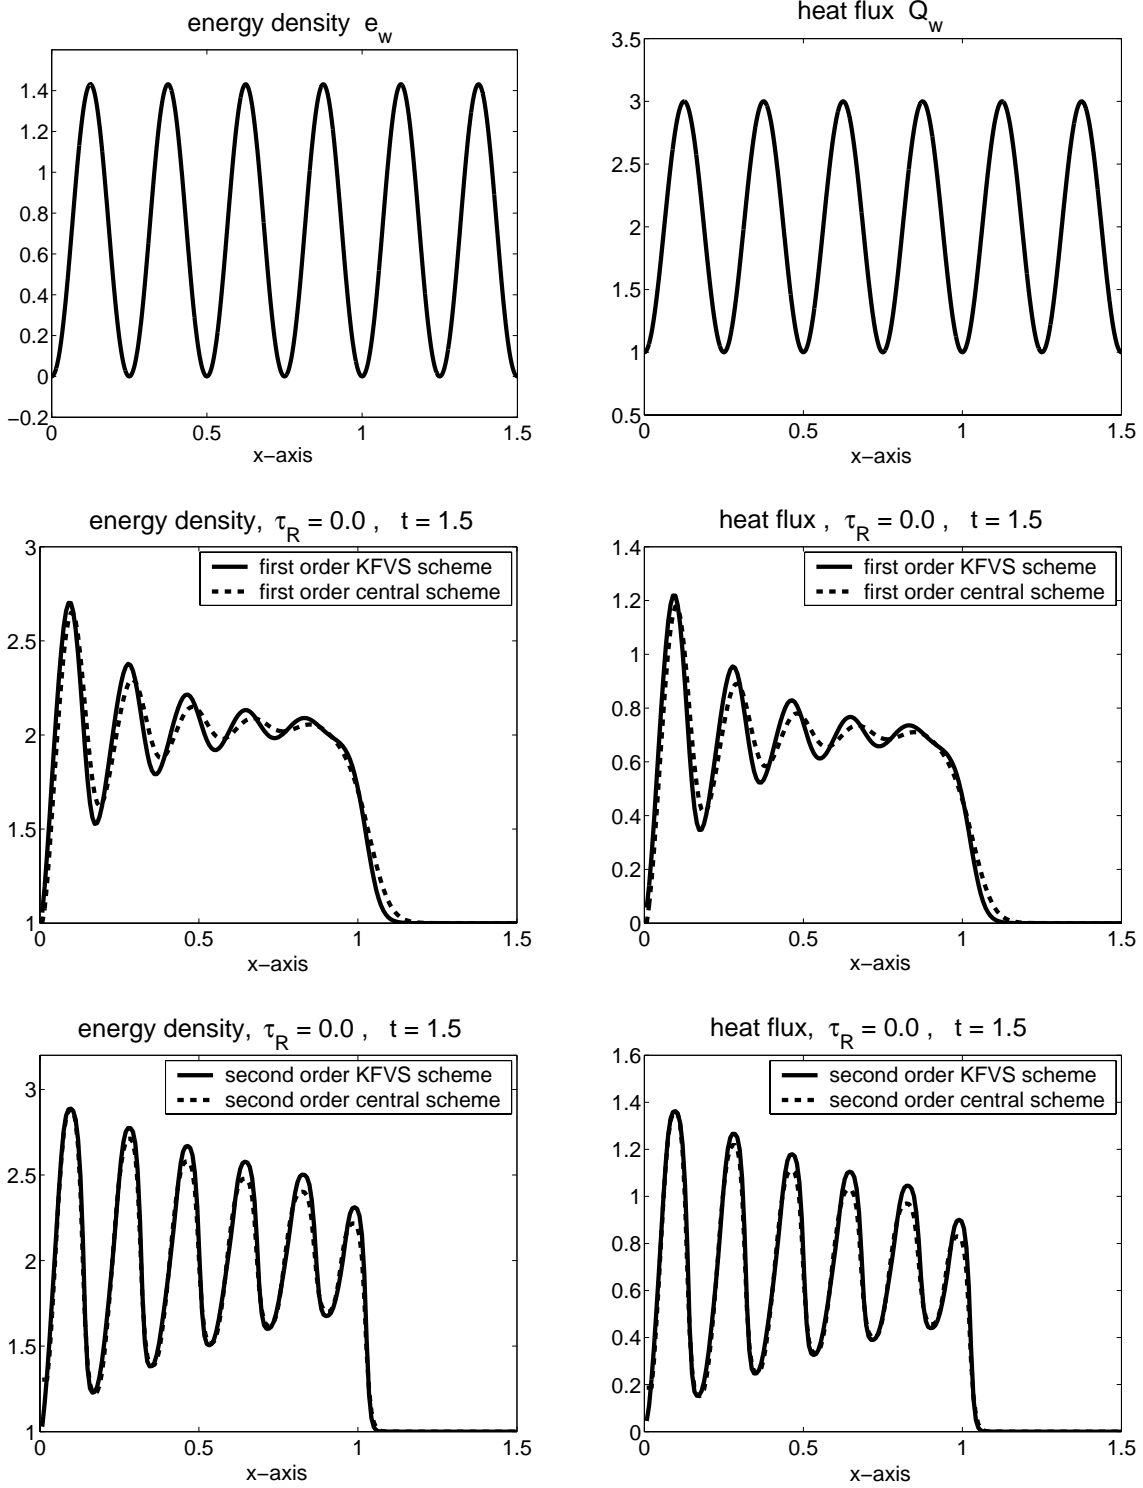 energy density e_w
1.4
1.2
1
0.8
0.6
0.4
0.2
0
−0.2
0 0.5 1 1.5
x−axis
heat flux Q_w
3.5
3
2.5
2
1.5
1
0.5
0 0.5 1 1.5
x−axis
energy density, τ_R = 0.0 , t = 1.5
first order KFVS scheme
first order central scheme
3
2.5
2
1.5
1
0 0.5 1 1.5
x−axis
heat flux , τ_R = 0.0 , t = 1.5
first order KFVS scheme
first order central scheme
1.4
1.2
1
0.8
0.6
0.4
0.2
0
0 0.5 1 1.5
x−axis
energy density, τ_R = 0.0 , t = 1.5
second order KFVS scheme
second order central scheme
3
2.5
2
1.5
1
0 0.5 1 1.5
x−axis
heat flux, τ_R = 0.0 , t = 1.5
second order KFVS scheme
second order central scheme
1.6
1.4
1.2
1
0.8
0.6
0.4
0.2
0
0 0.5 1 1.5
x−axis